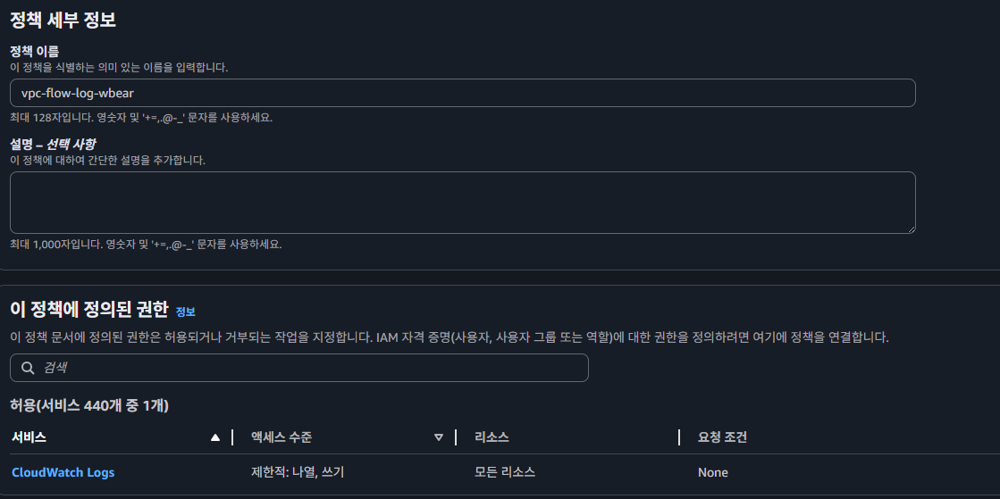 정책 세부 정보
정책 이름
이 정책을 식별하는 의미 있는 이름을 입력합니다.
vpc-flow-log-wbear
최대 128자입니다. 영숫자 및 '+=,.@-_' 문자를 사용하세요.
설명 – 선택 사항
이 정책에 대하여 간단한 설명을 추가합니다.
최대 1,000자입니다. 영숫자 및 '+=,.@-_' 문자를 사용하세요.
이 정책에 정의된 권한 정보
이 정책 문서에 정의된 권한은 허용되거나 거부되는 작업을 지정합니다. IAM 자격 증명(사용자, 사용자 그룹 또는 역할)에 대한 권한을 정의하려면 여기에 정책을 연결합니다.
검색
허용(서비스 440개 중 1개)
서비스 액세스 수준 리소스 요청 조건
CloudWatch Logs 제한적: 나열, 쓰기 모든 리소스 None